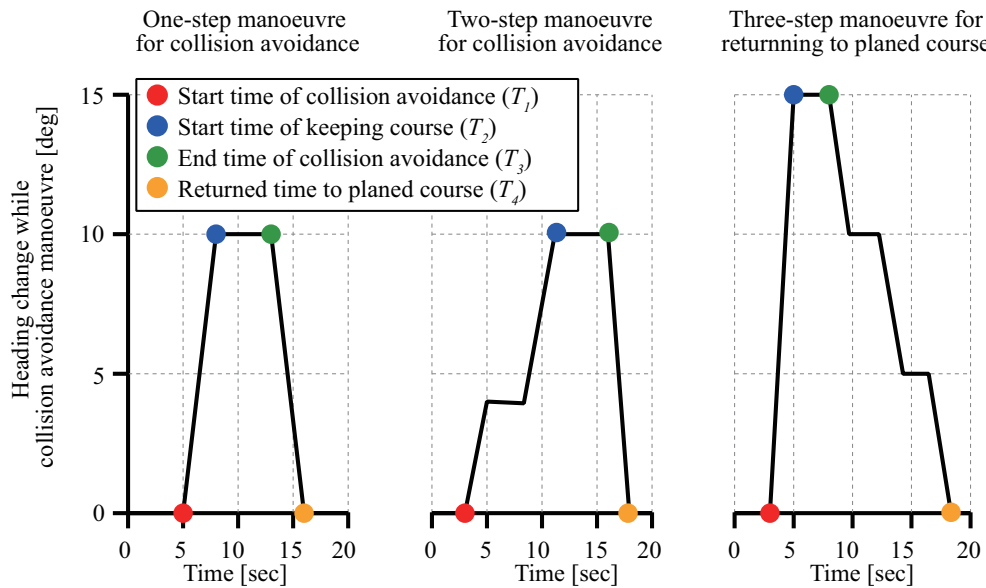 One-step manoeuvre
for collision avoidance
Two-step manoeuvre
for collision avoidance
Three-step manoeuvre for
returnning to planed course
Start time of collision avoidance (T1)
Start time of keeping course (T2)
End time of collision avoidance (T3)
Returned time to planed course (T4)
Heading change while
collision avoidance manoeuvre [deg]
15
10
5
0
0 5 10 15 20
Time [sec]
0 5 10 15 20
Time [sec]
0 5 10 15 20
Time [sec]